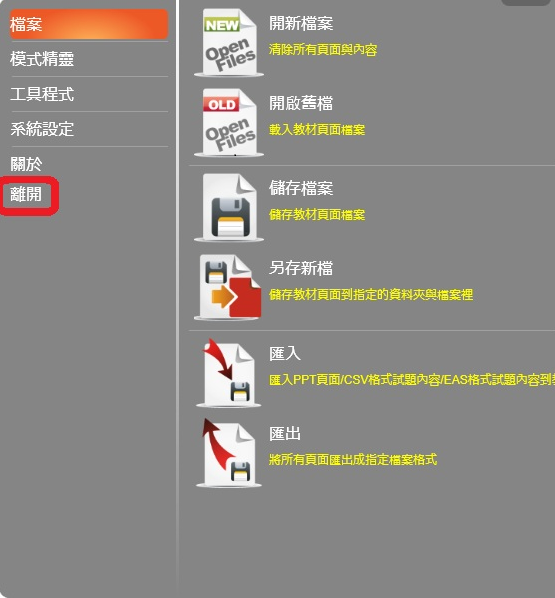 檔案
模式精靈
工具程式
系統設定
關於
離開
NEW
Open
Files
開新檔案
清除所有頁面與內容
OLD
Open
Files
開啟舊檔
載入教材頁面檔案
儲存檔案
儲存教材頁面檔案
另存新檔
儲存教材頁面到指定的資料夾與檔案裡
匯入
匯入PPT頁面/CSV格式試題內容/EAS格式試題內容到
匯出
將所有頁面匯出成指定檔案格式